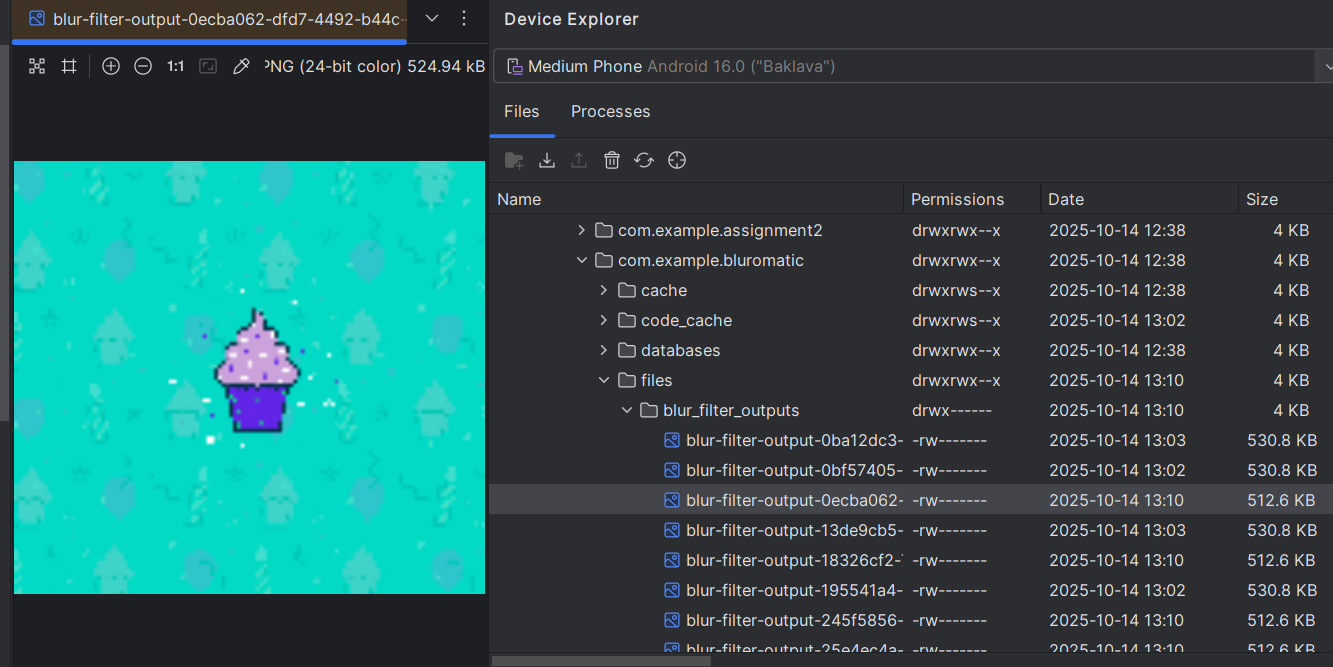 blur-filter-output-0ecba062-dfd7-4492-b44c-
1:1 PNG (24-bit color) 524.94 kB
Device Explorer
Medium Phone Android 16.0 ("Baklava")
Files Processes
Name Permissions Date Size
com.example.assignment2 drwxrwx--x 2025-10-14 12:38 4 KB
com.example.bluromatic drwxrwx--x 2025-10-14 12:38 4 KB
cache drwxrws--x 2025-10-14 12:38 4 KB
code_cache drwxrws--x 2025-10-14 13:02 4 KB
databases drwxrwx--x 2025-10-14 12:38 4 KB
files drwxrwx--x 2025-10-14 13:10 4 KB
blur_filter_outputs drwx------ 2025-10-14 13:10 4 KB
blur-filter-output-0ba12dc3- -rw------- 2025-10-14 13:03 530.8 KB
blur-filter-output-0bf57405- -rw------- 2025-10-14 13:02 530.8 KB
blur-filter-output-0ecba062- -rw------- 2025-10-14 13:10 512.6 KB
blur-filter-output-13de9cb5- -rw------- 2025-10-14 13:03 530.8 KB
blur-filter-output-18326cf2- -rw------- 2025-10-14 13:10 512.6 KB
blur-filter-output-195541a4- -rw------- 2025-10-14 13:02 530.8 KB
blur-filter-output-245f5856- -rw------- 2025-10-14 13:10 512.6 KB
blur-filter-output-25e4ec4a- -rw------- 2025-10-14 13:10 512.6 KB